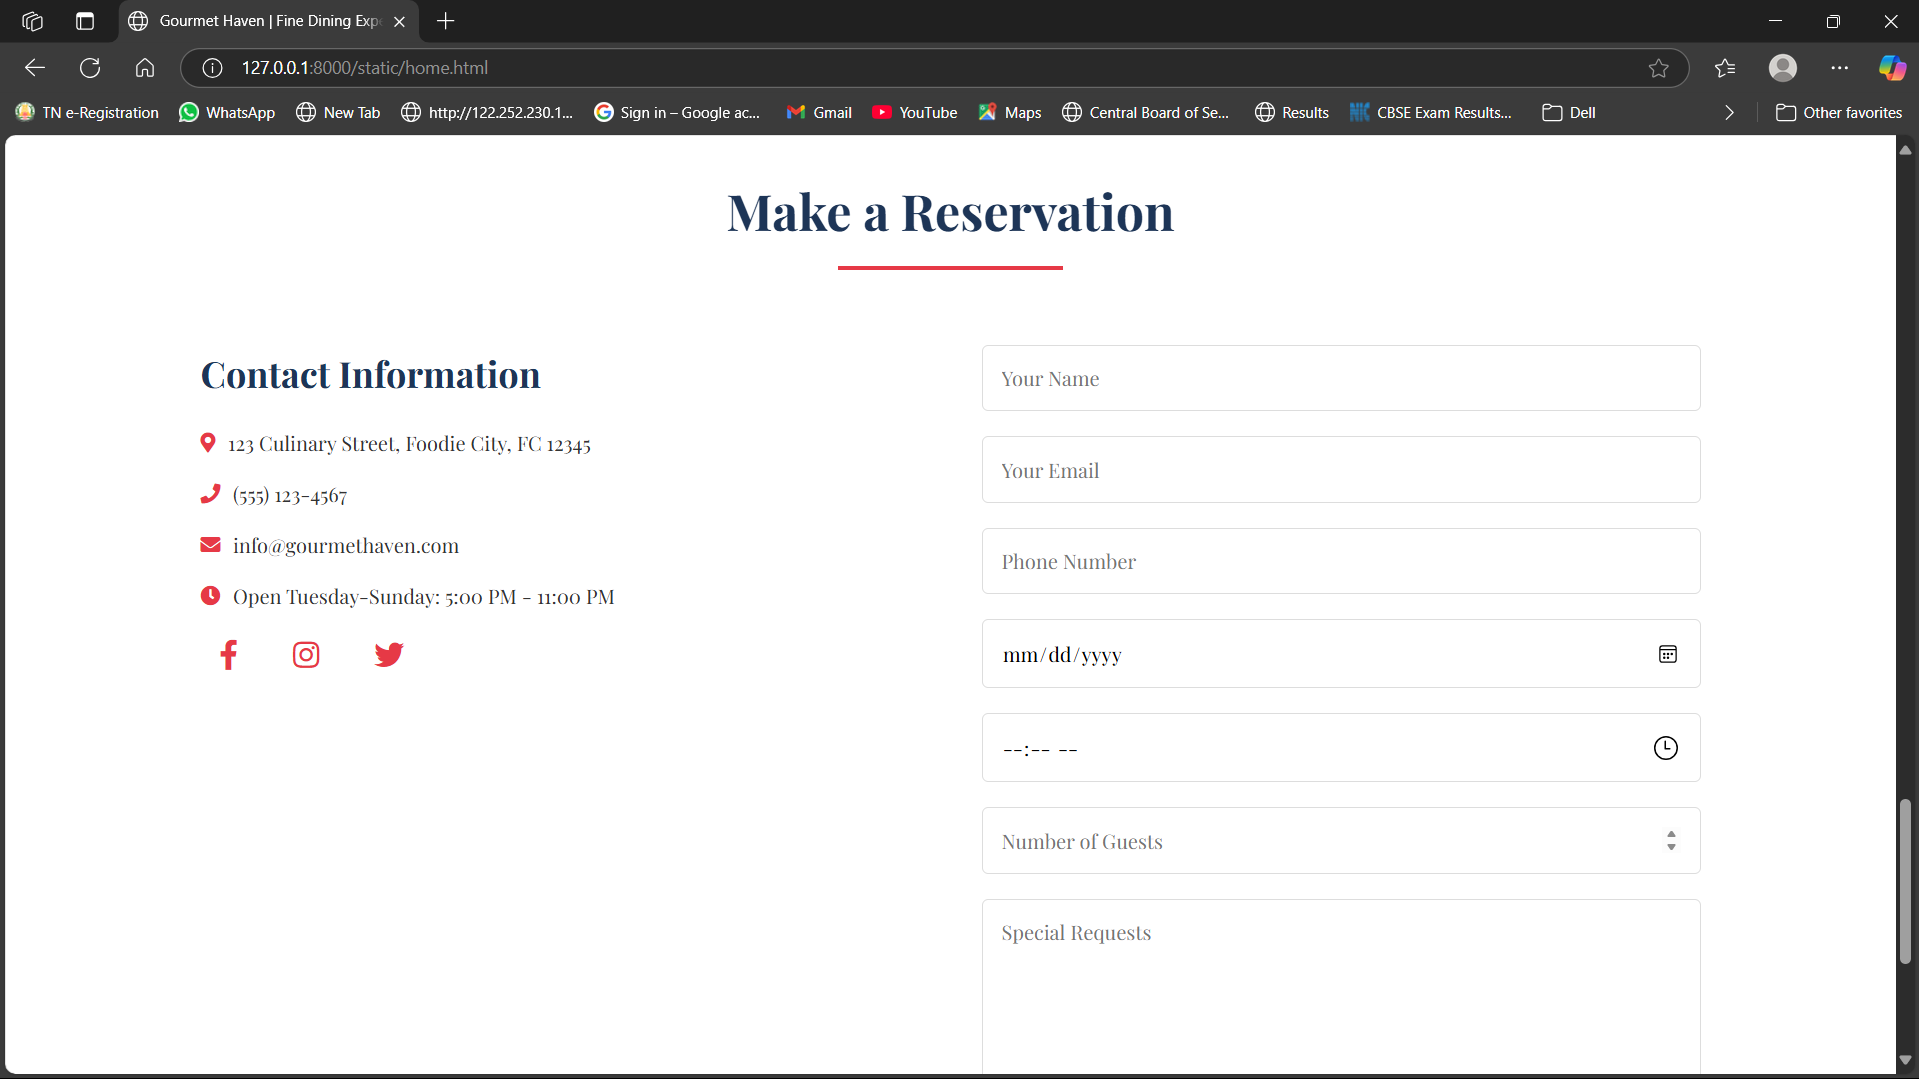 Gourmet Haven | Fine Dining Exp
127.0.0.1:8000/static/home.html
TN e-Registration
WhatsApp
New Tab
http://122.252.230.1...
Sign in – Google ac...
Gmail
YouTube
Maps
Central Board of Se...
Results
CBSE Exam Results...
Dell
Other favorites
Make a Reservation
Contact Information
123 Culinary Street, Foodie City, FC 12345
(555) 123-4567
info@gourmethaven.com
Open Tuesday-Sunday: 5:00 PM - 11:00 PM
Your Name
Your Email
Phone Number
mm/dd/yyyy
--:-- --
Number of Guests
Special Requests